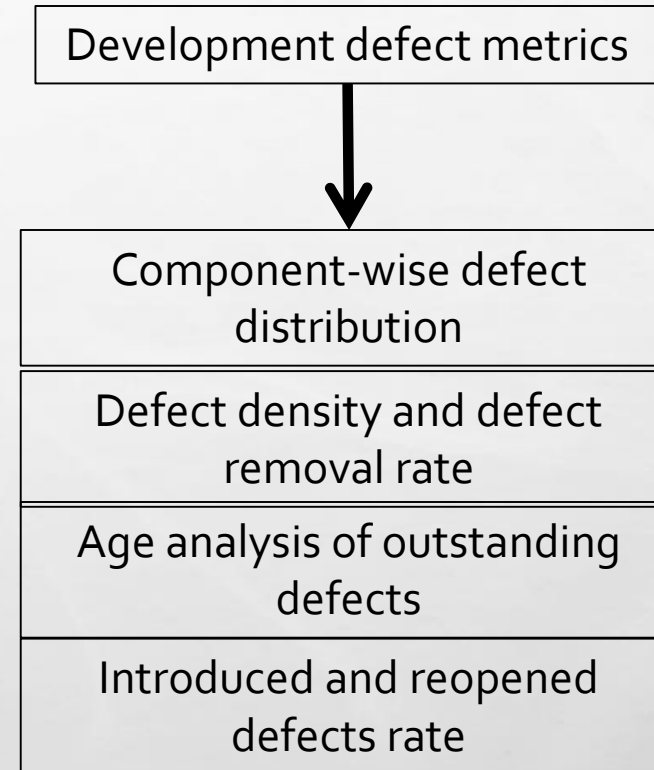 Development defect metrics
Component-wise defect
distribution
Defect density and defect
removal rate
Age analysis of outstanding
defects
Introduced and reopened
defects rate